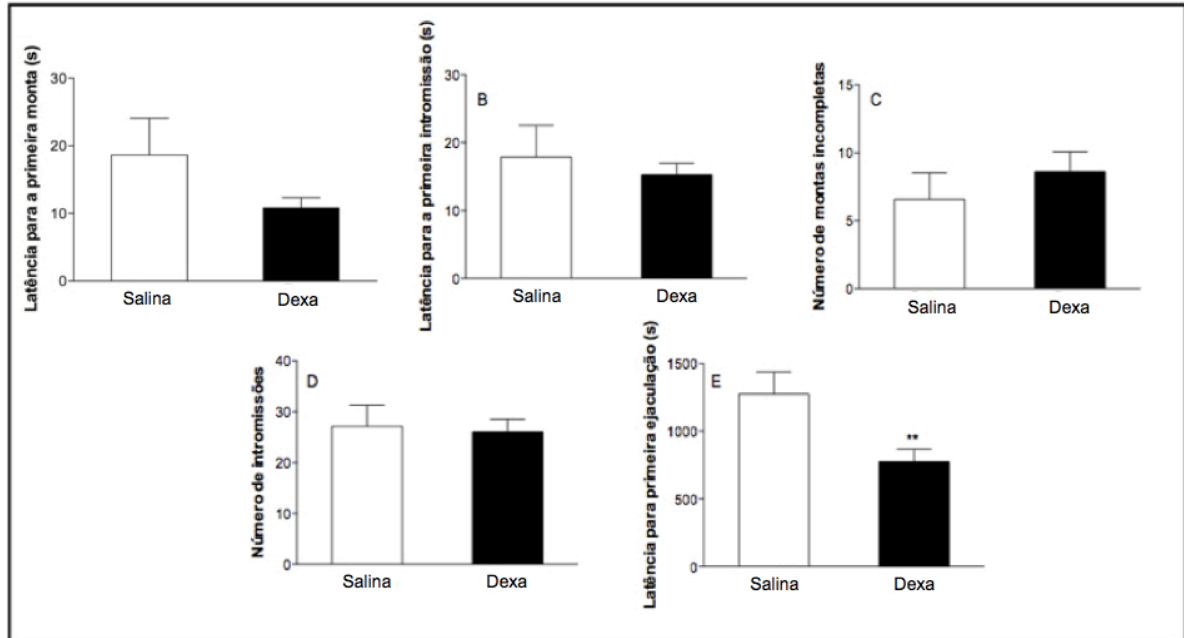 Latência para a primeira monta (s)
30
20
10
0
Salina
Dexa
Latência para a primeira intromissão (s)
B
30
20
10
0
Salina
Dexa
Número de montas incompletas
C
15
10
5
0
Salina
Dexa
Número de intromissões
D
40
30
20
10
0
Salina
Dexa
Latência para primeira ejaculação (s)
E
1500
1000
500
0
**
Salina
Dexa